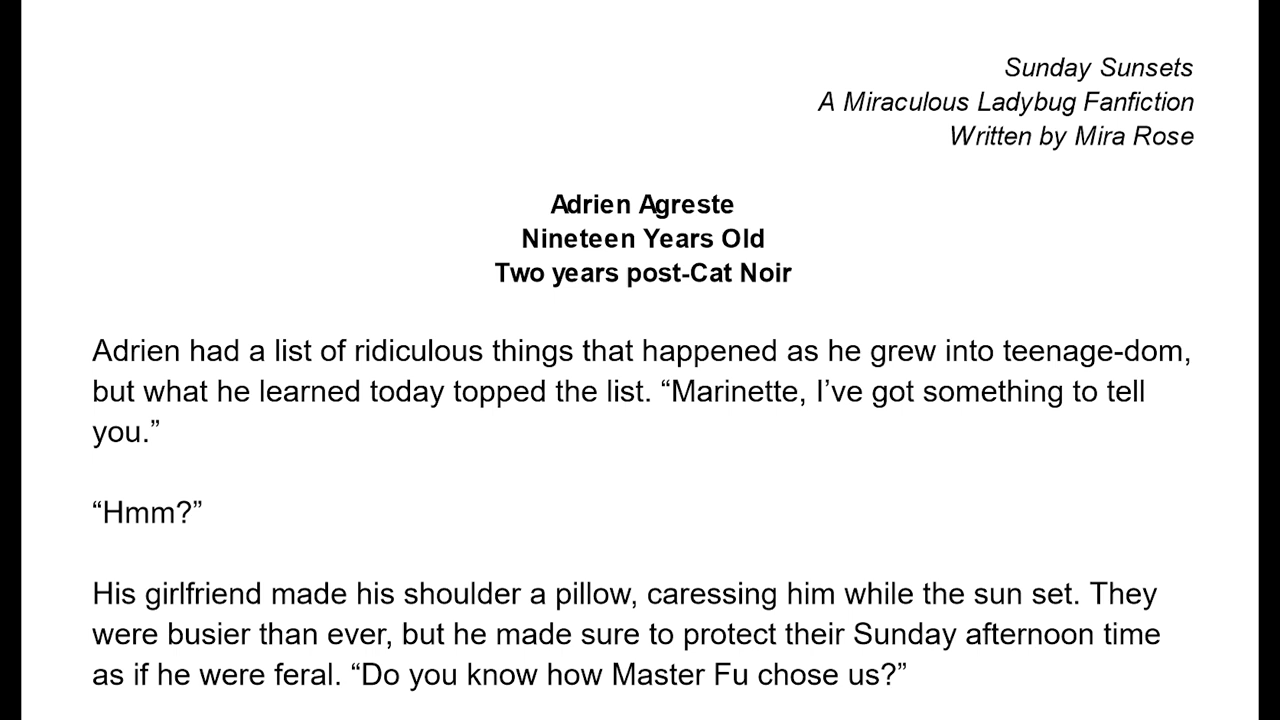 Sunday Sunsets
A Miraculous Ladybug Fanfiction
Written by Mira Rose
Adrien Agreste
Nineteen Years Old
Two years post-Cat Noir
Adrien had a list of ridiculous things that happened as he grew into teenage-dom,
but what he learned today topped the list. “Marinette, I’ve got something to tell
you.”
“Hmm?”
His girlfriend made his shoulder a pillow, caressing him while the sun set. They
were busier than ever, but he made sure to protect their Sunday afternoon time
as if he were feral. “Do you know how Master Fu chose us?”